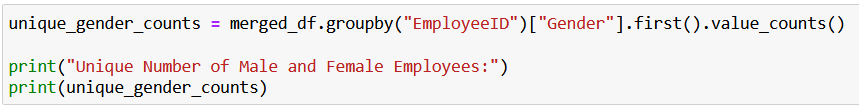 unique_gender_counts = merged_df.groupby("EmployeeID")["Gender"].first().value_counts()
print("Unique Number of Male and Female Employees:")
print(unique_gender_counts)